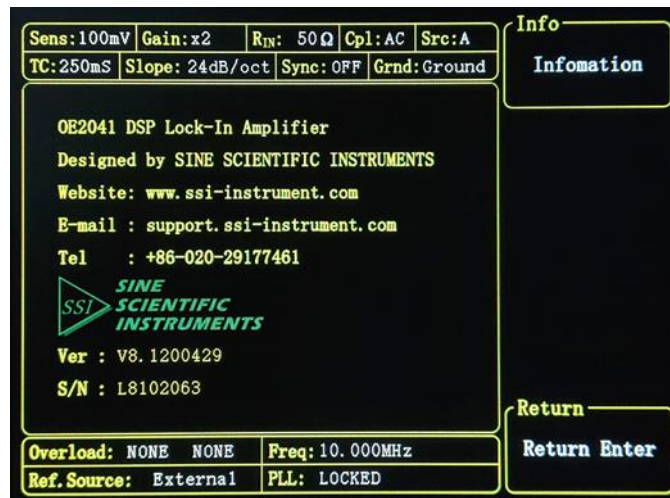 Sens:100mV Gain:x2 RIN: 50Ω Cpl:AC Src:A
TC:250mS Slope: 24dB/oct Sync:OFF Grnd:Ground
Info
Infomation
OE2041 DSP Lock-In Amplifier
Designed by SINE SCIENTIFIC INSTRUMENTS
Website: www.ssi-instrument.com
E-mail : support.ssi-instrument.com
Tel : +86-020-29177461
SSI
SINE
SCIENTIFIC
INSTRUMENTS
Ver : V8.1200429
S/N : L8102063
Return
Return Enter
Overload: NONE NONE Freq:10.000MHz
Ref.Source: External PLL: LOCKED